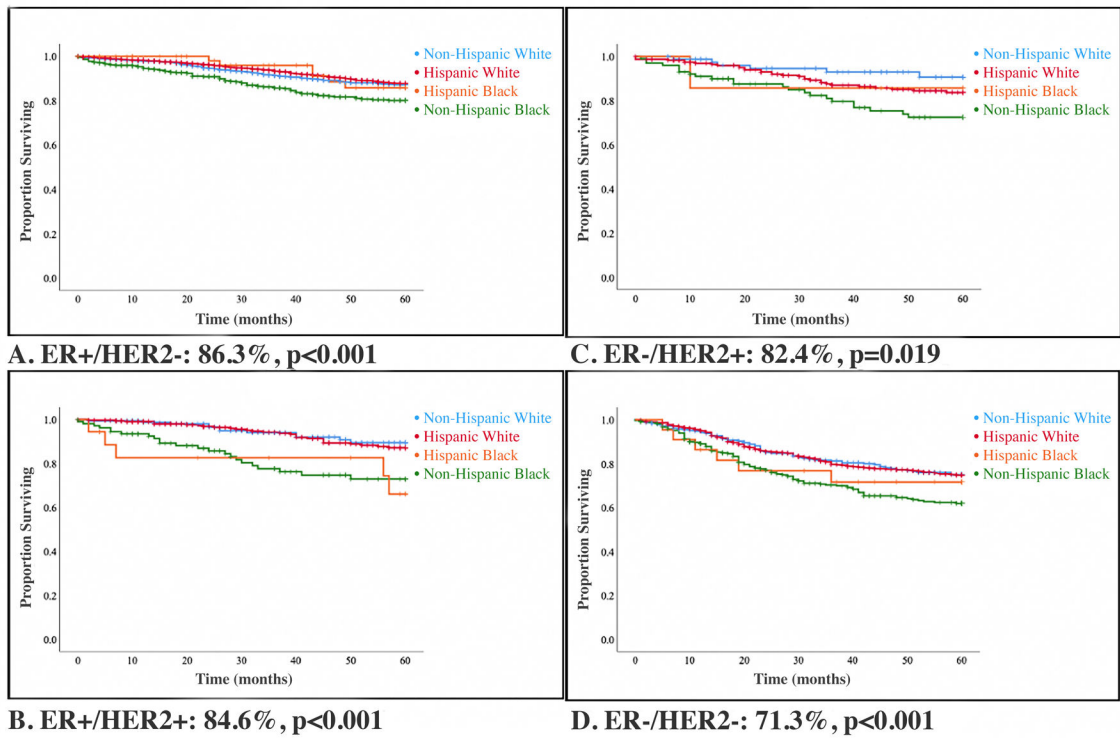 Non-Hispanic White
Hispanic White
Hispanic Black
Non-Hispanic Black
Proportion Surviving
1.0
0.8
0.6
0.4
0.2
0.0
0 10 20 30 40 50 60
Time (months)
A. ER+/HER2-: 86.3%, p<0.001
Non-Hispanic White
Hispanic White
Hispanic Black
Non-Hispanic Black
Proportion Surviving
1.0
0.8
0.6
0.4
0.2
0.0
0 10 20 30 40 50 60
Time (months)
C. ER-/HER2+: 82.4%, p=0.019
Non-Hispanic White
Hispanic White
Hispanic Black
Non-Hispanic Black
Proportion Surviving
1.0
0.8
0.6
0.4
0.2
0.0
0 10 20 30 40 50 60
Time (months)
B. ER+/HER2+: 84.6%, p<0.001
Non-Hispanic White
Hispanic White
Hispanic Black
Non-Hispanic Black
Proportion Surviving
1.0
0.8
0.6
0.4
0.2
0.0
0 10 20 30 40 50 60
Time (months)
D. ER-/HER2-: 71.3%, p<0.001